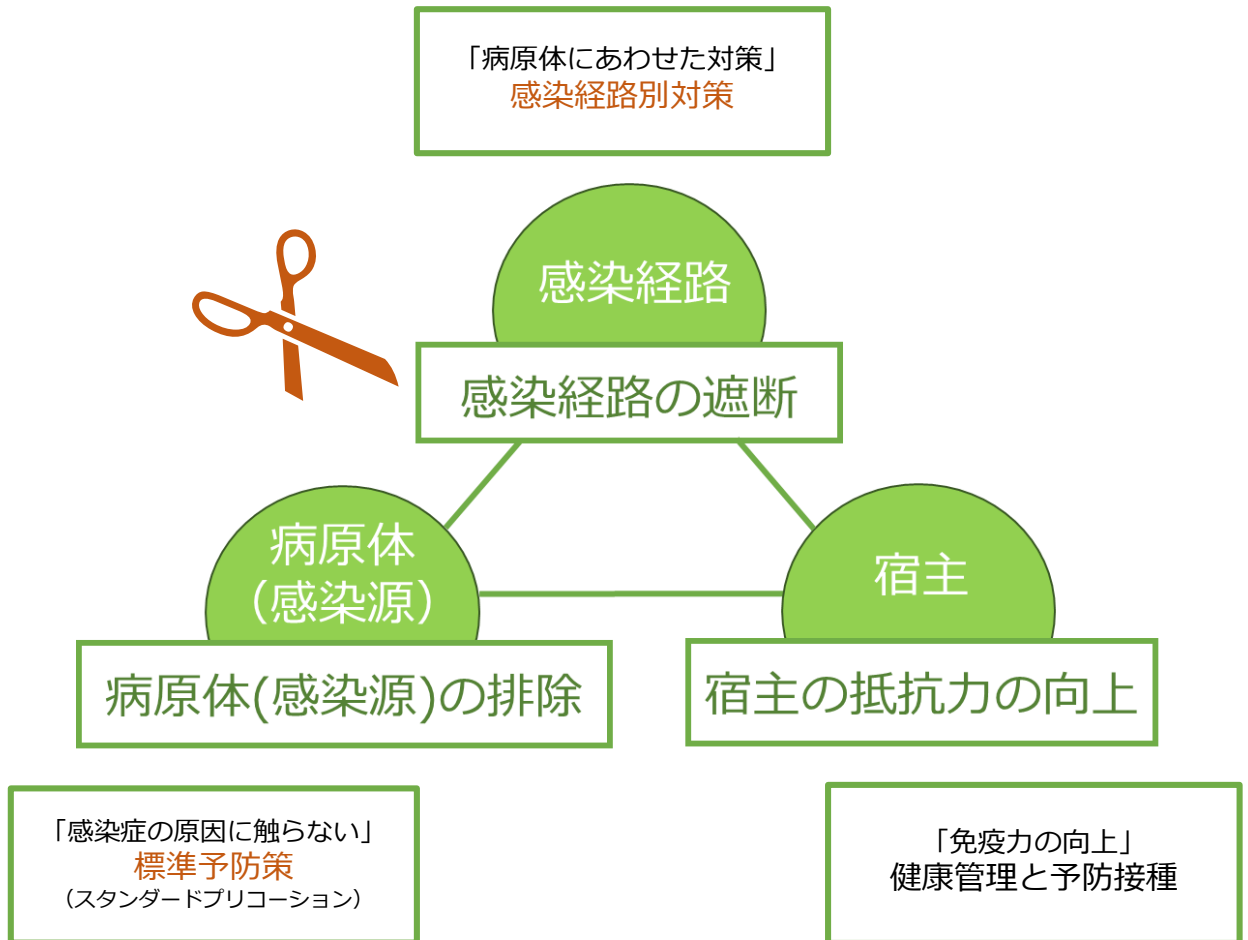 「病原体にあわせた対策」
感染経路別対策
感染経路
感染経路の遮断
病原体
（感染源）
病原体(感染源)の排除
宿主
宿主の抵抗力の向上
「感染症の原因に触らない」
標準予防策
（スタンダードプリコーション）
「免疫力の向上」
健康管理と予防接種